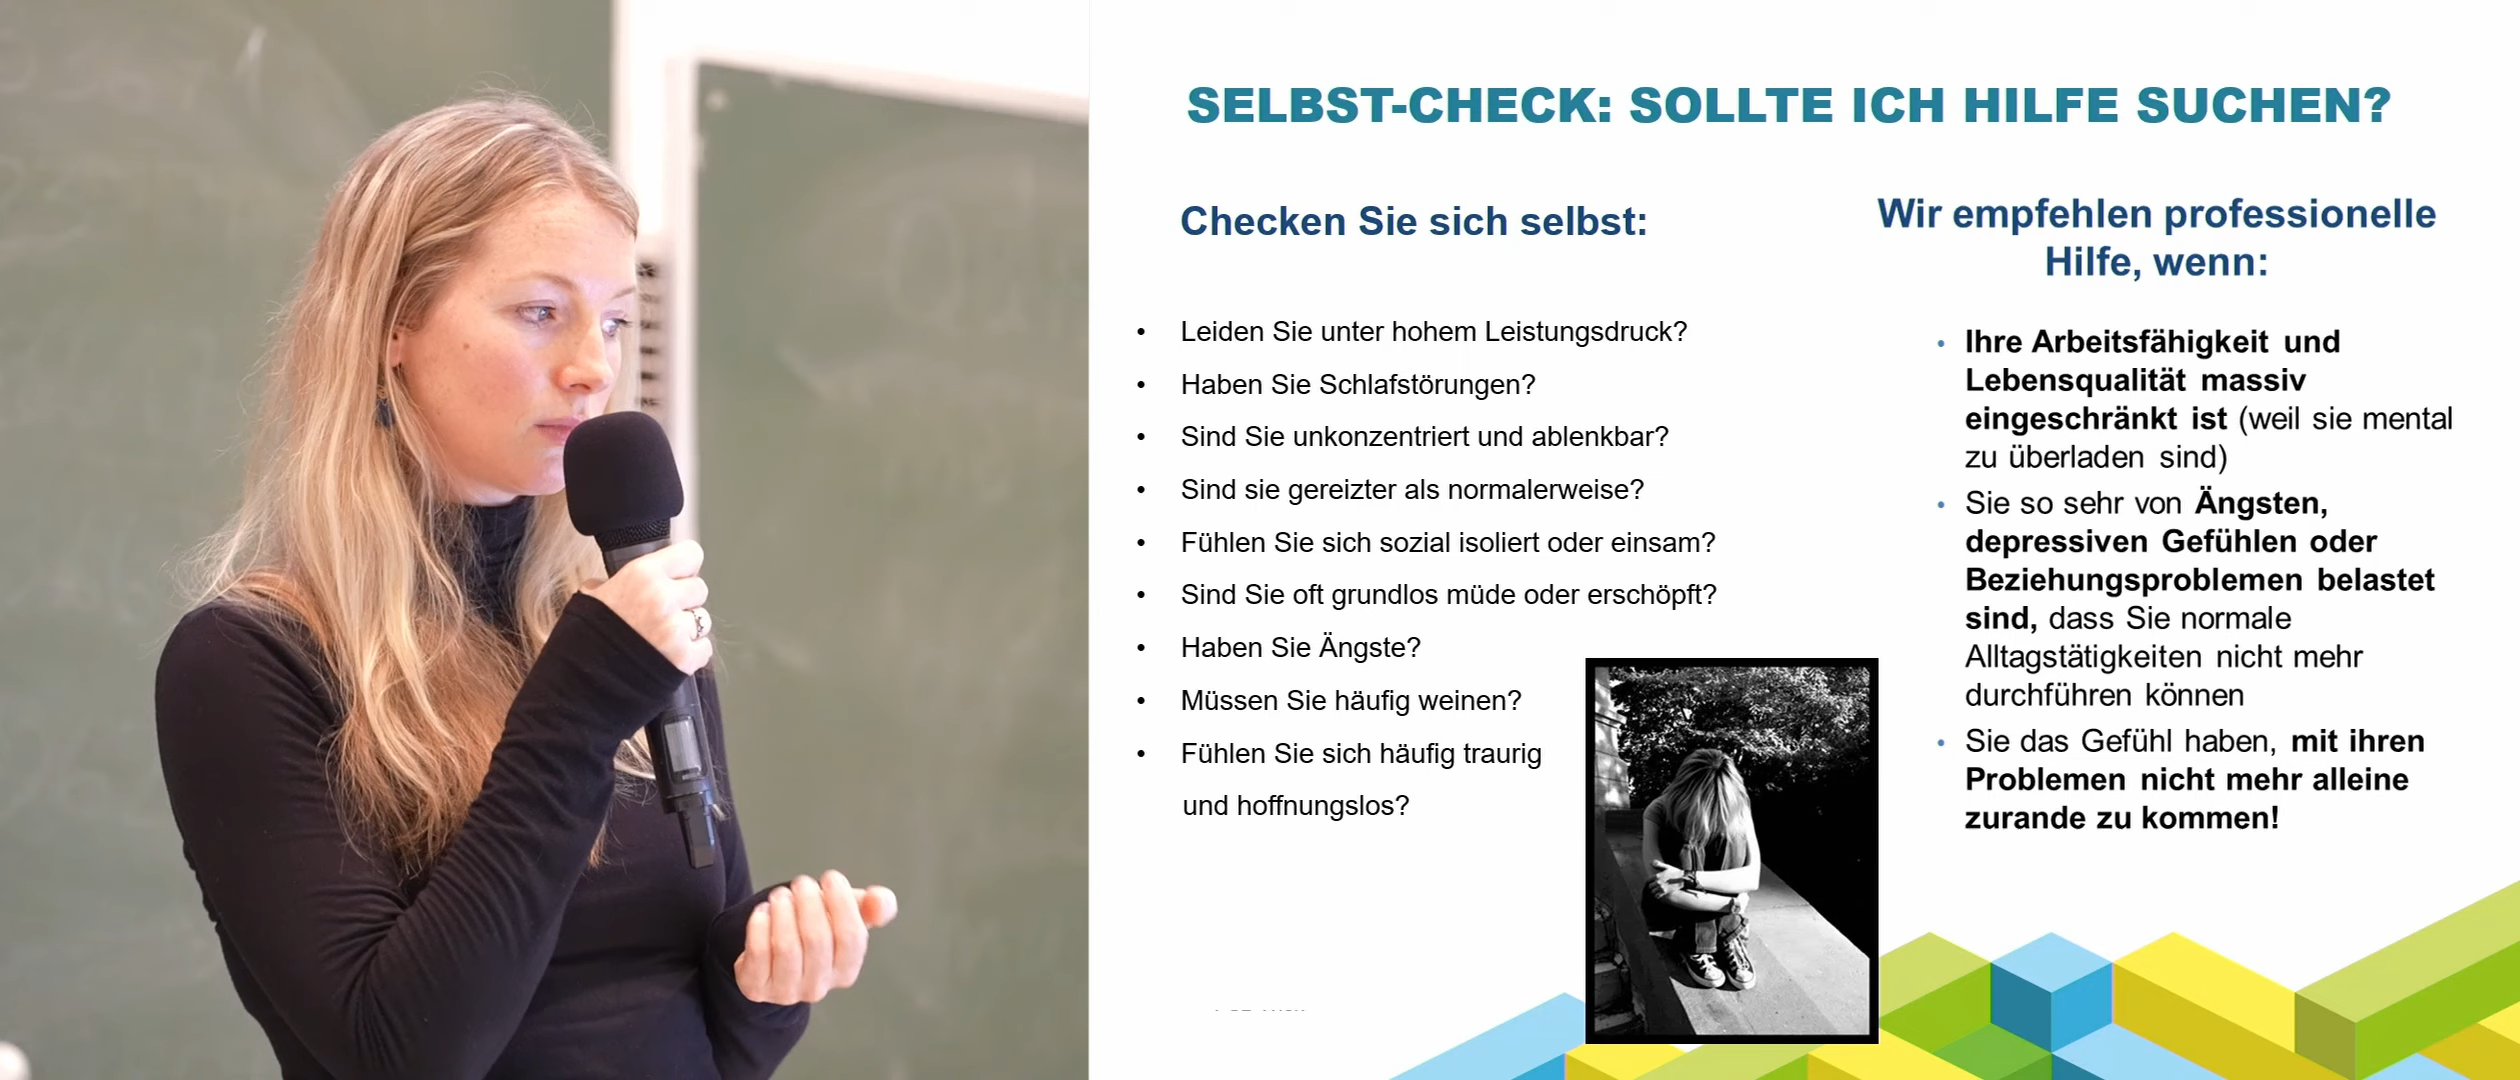 SELBST-CHECK: SOLLTE ICH HILFE SUCHEN?
Checken Sie sich selbst:
• Leiden Sie unter hohem Leistungsdruck?
• Haben Sie Schlafstörungen?
• Sind Sie unkonzentriert und ablenkbar?
• Sind sie gereizter als normalerweise?
• Fühlen Sie sich sozial isoliert oder einsam?
• Sind Sie oft grundlos müde oder erschöpft?
• Haben Sie Ängste?
• Müssen Sie häufig weinen?
• Fühlen Sie sich häufig traurig
und hoffnungslos?
Wir empfehlen professionelle
Hilfe, wenn:
• Ihre Arbeitsfähigkeit und
Lebensqualität massiv
eingeschränkt ist (weil sie mental
zu überladen sind)
• Sie so sehr von Ängsten,
depressiven Gefühlen oder
Beziehungsproblemen belastet
sind, dass Sie normale
Alltagstätigkeiten nicht mehr
durchführen können
• Sie das Gefühl haben, mit ihren
Problemen nicht mehr alleine
zurande zu kommen!